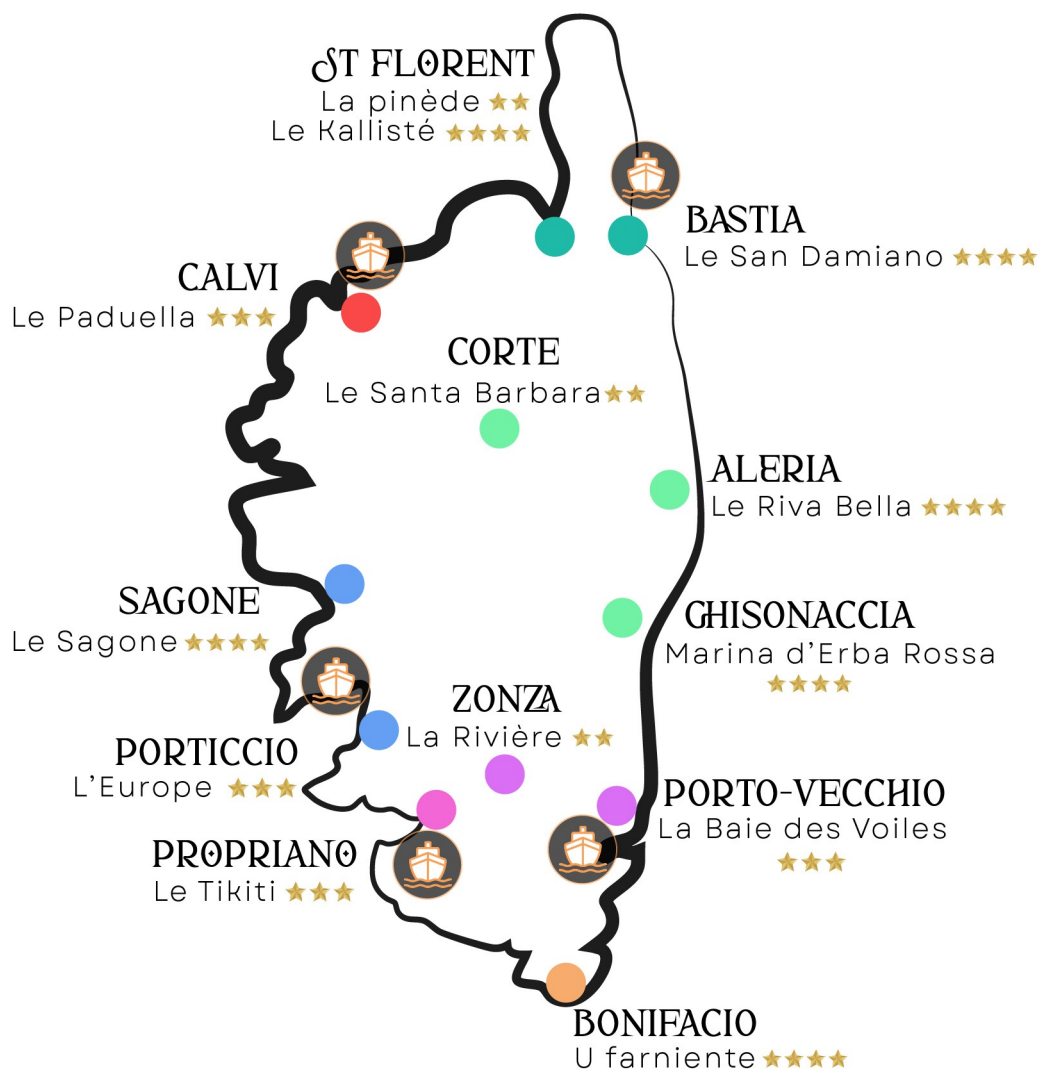 ST FLORENT
La pinède
Le Kallisté
BASTIA
Le San Damiano
CALVI
Le Paduella
CORTE
Le Santa Barbara
ALERIA
Le Riva Bella
SAGONE
Le Sagone
GHISONACCIA
Marina d’Erba Rossa
ZONZA
La Rivière
PORTICCIO
L’Europe
PORTO-VECCHIO
La Baie des Voiles
PROPRIANO
Le Tikiti
BONIFACIO
U farniente